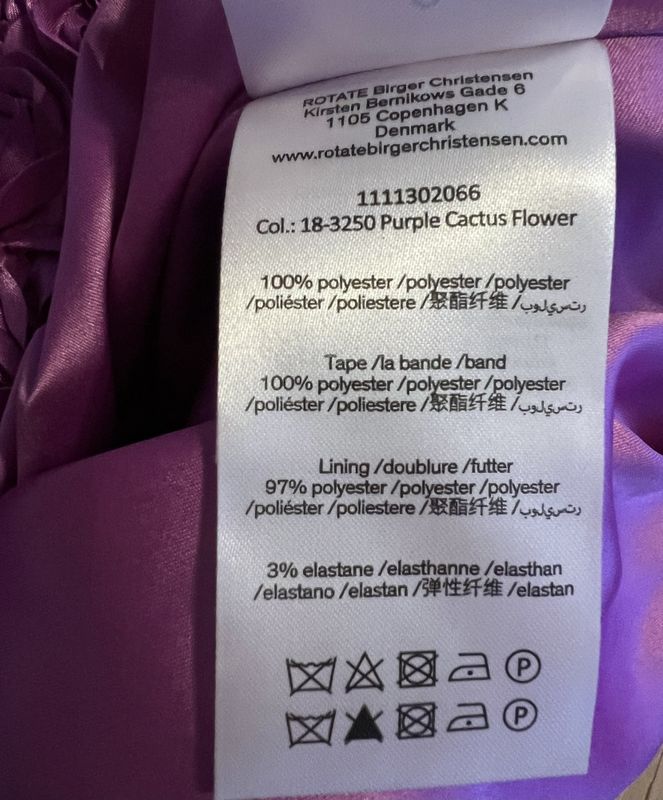 ROTATE Birger Christensen
Kirsten Bernikows Gade 6
1105 Copenhagen K
Denmark
www.rotatebirgerchristensen.com
1111302066
Col.: 18-3250 Purple Cactus Flower
100% polyester /polyester /polyester
/poliéster /poliestere /聚酯纤维 /بوليستر
Tape /la bande /band
100% polyester /polyester /polyester
/poliéster /poliestere /聚酯纤维 /بوليستر
Lining /doublure /futter
97% polyester /polyester /polyester
/poliéster /poliestere /聚酯纤维 /بوليستر
3% elastane /elasthanne /elasthan
/elastano /elastan /弹性纤维 /elastan
P
P